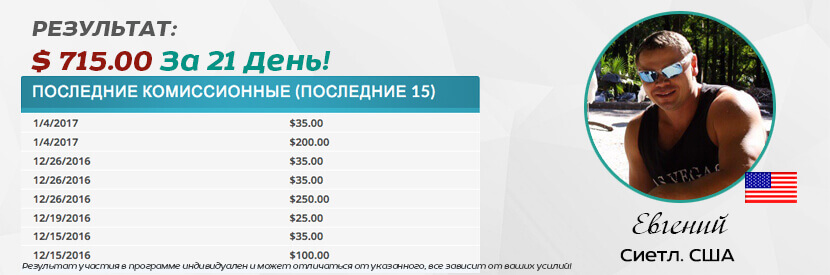 РЕЗУЛЬТАТ:
$ 715.00 За 21 День!
ПОСЛЕДНИЕ КОМИССИОННЫЕ (ПОСЛЕДНИЕ 15)
1/4/2017 $35.00
1/4/2017 $200.00
12/26/2016 $35.00
12/26/2016 $35.00
12/26/2016 $250.00
12/19/2016 $25.00
12/15/2016 $35.00
12/15/2016 $100.00
Результат участия в программе индивидуален и может отличаться от указанного, все зависит от ваших усилий!
VEGAS
Евгений
Сиетл. США